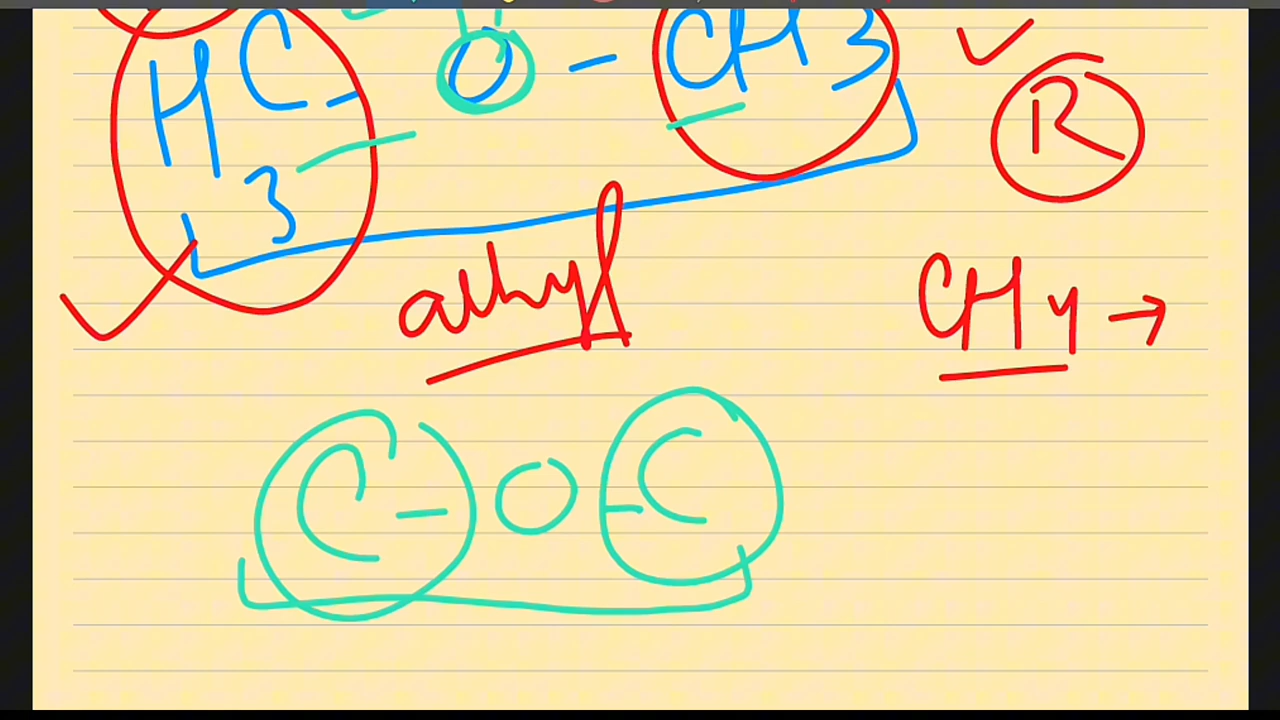 H3C - O - CH3
R
alkyl
CH4 →
C - O - C